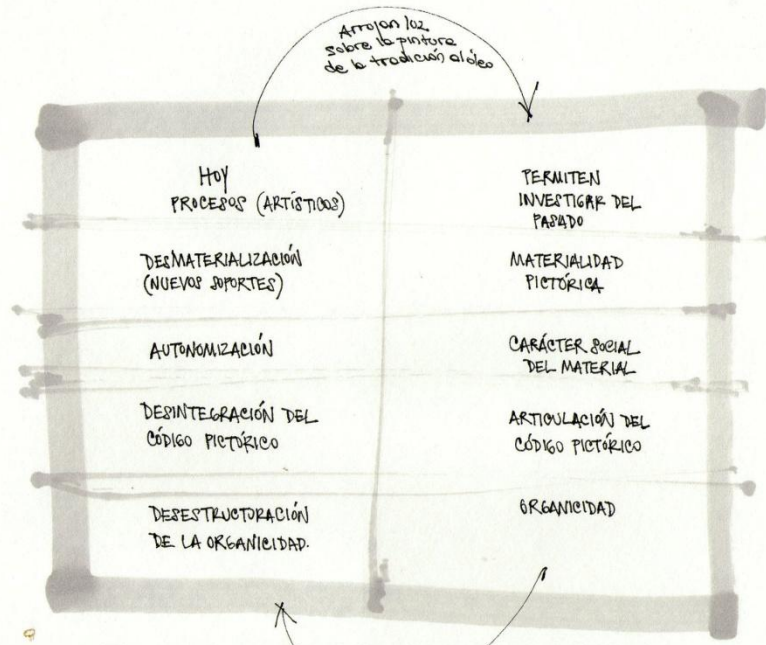 Arrojan luz
sobre la pintura
de la tradición al óleo
HOY
PROCESOS (ARTÍSTICOS)
PERMITEN
INVESTIGAR DEL
PASADO
DESMATERIALIZACIÓN
(NUEVOS SOPORTES)
MATERIALIDAD
PICTÓRICA
AUTONOMIZACIÓN
CARÁCTER SOCIAL
DEL MATERIAL
DESINTEGRACIÓN DEL
CÓDIGO PICTÓRICO
ARTICULACIÓN DEL
CÓDIGO PICTÓRICO
DESESTRUCTURACIÓN
DE LA ORGANICIDAD.
ORGANICIDAD